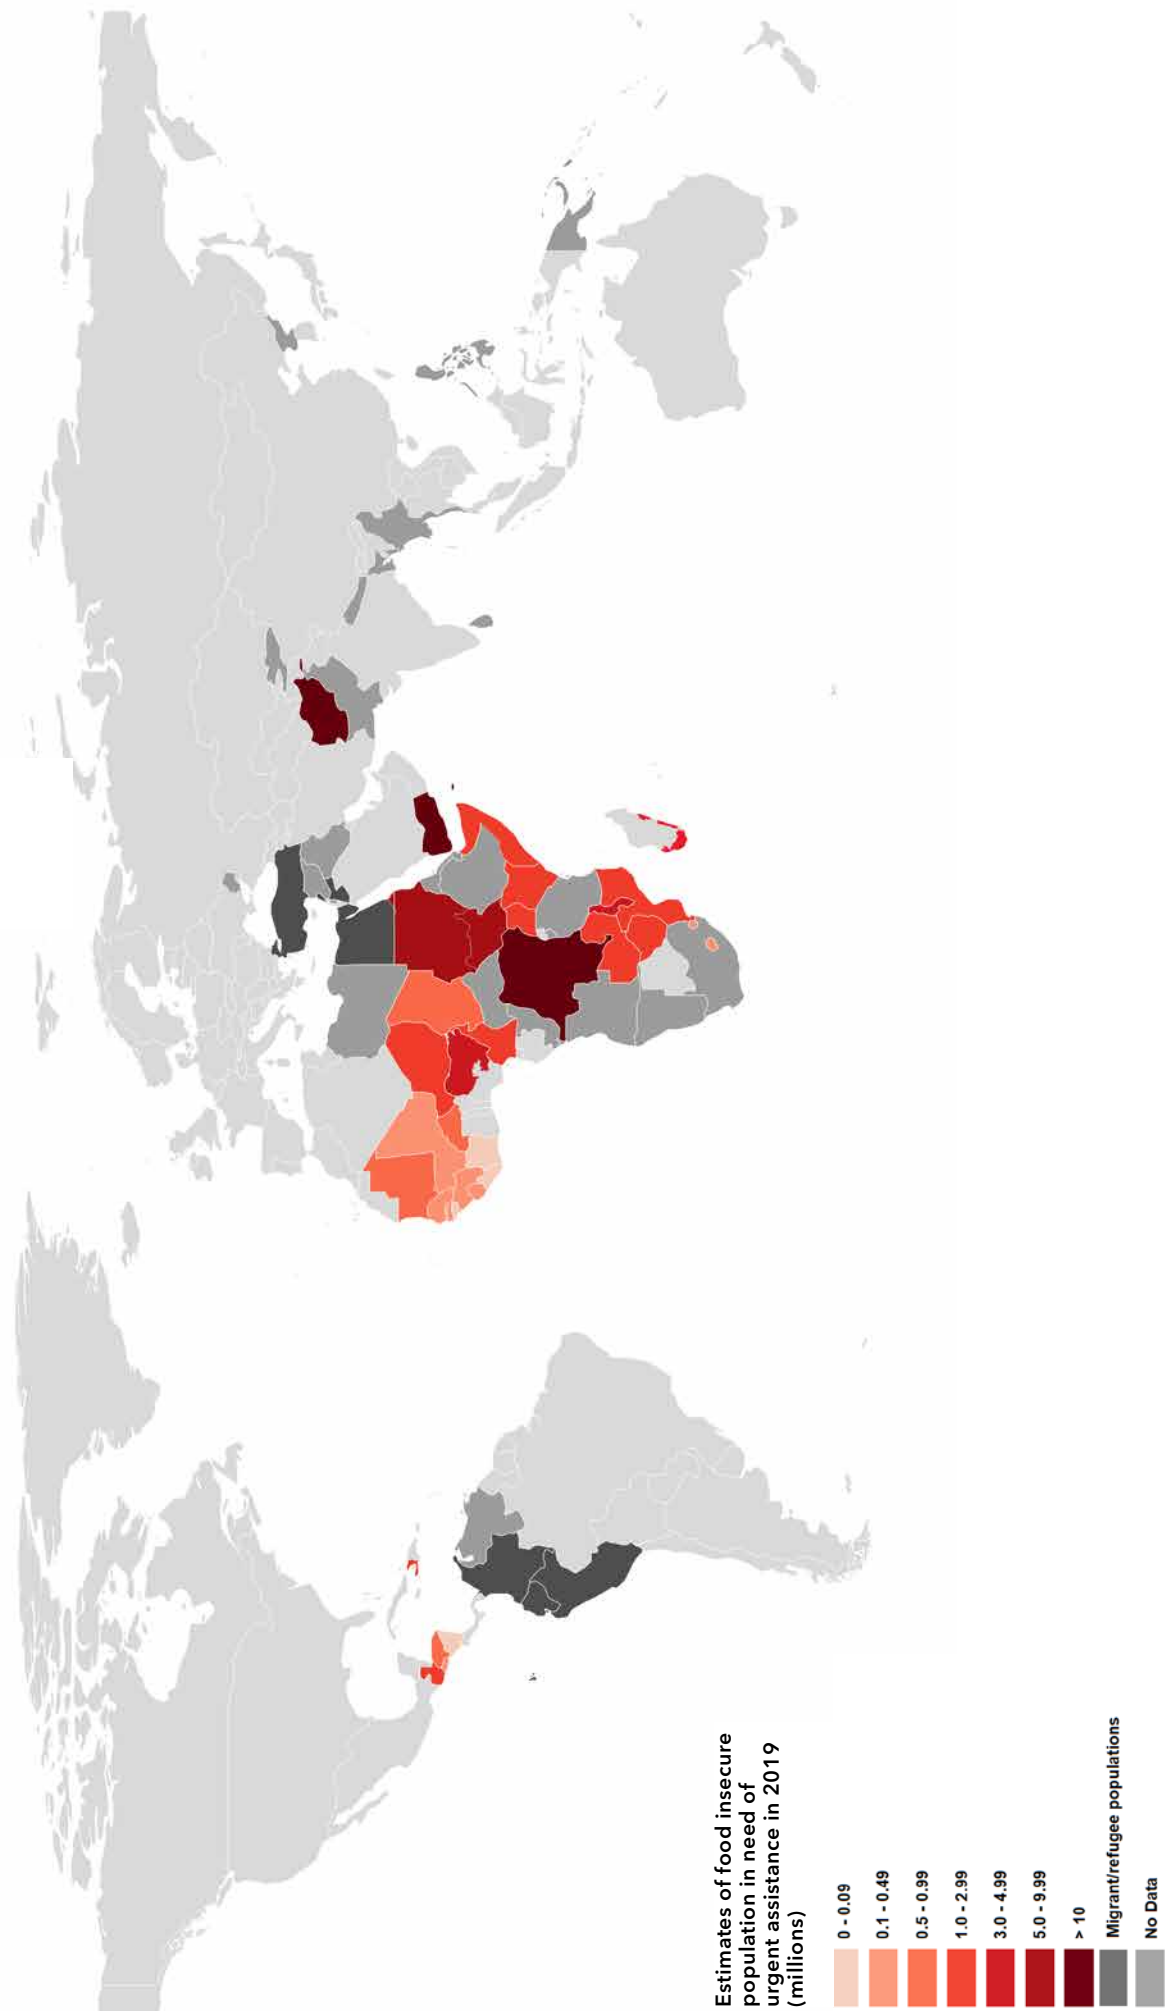 Estimates of food insecure
population in need of
urgent assistance in 2019
(millions)
0 - 0.09
0.1 - 0.49
0.5 - 0.99
1.0 - 2.99
3.0 - 4.99
5.0 - 9.99
> 10
Migrant/refugee populations
No Data